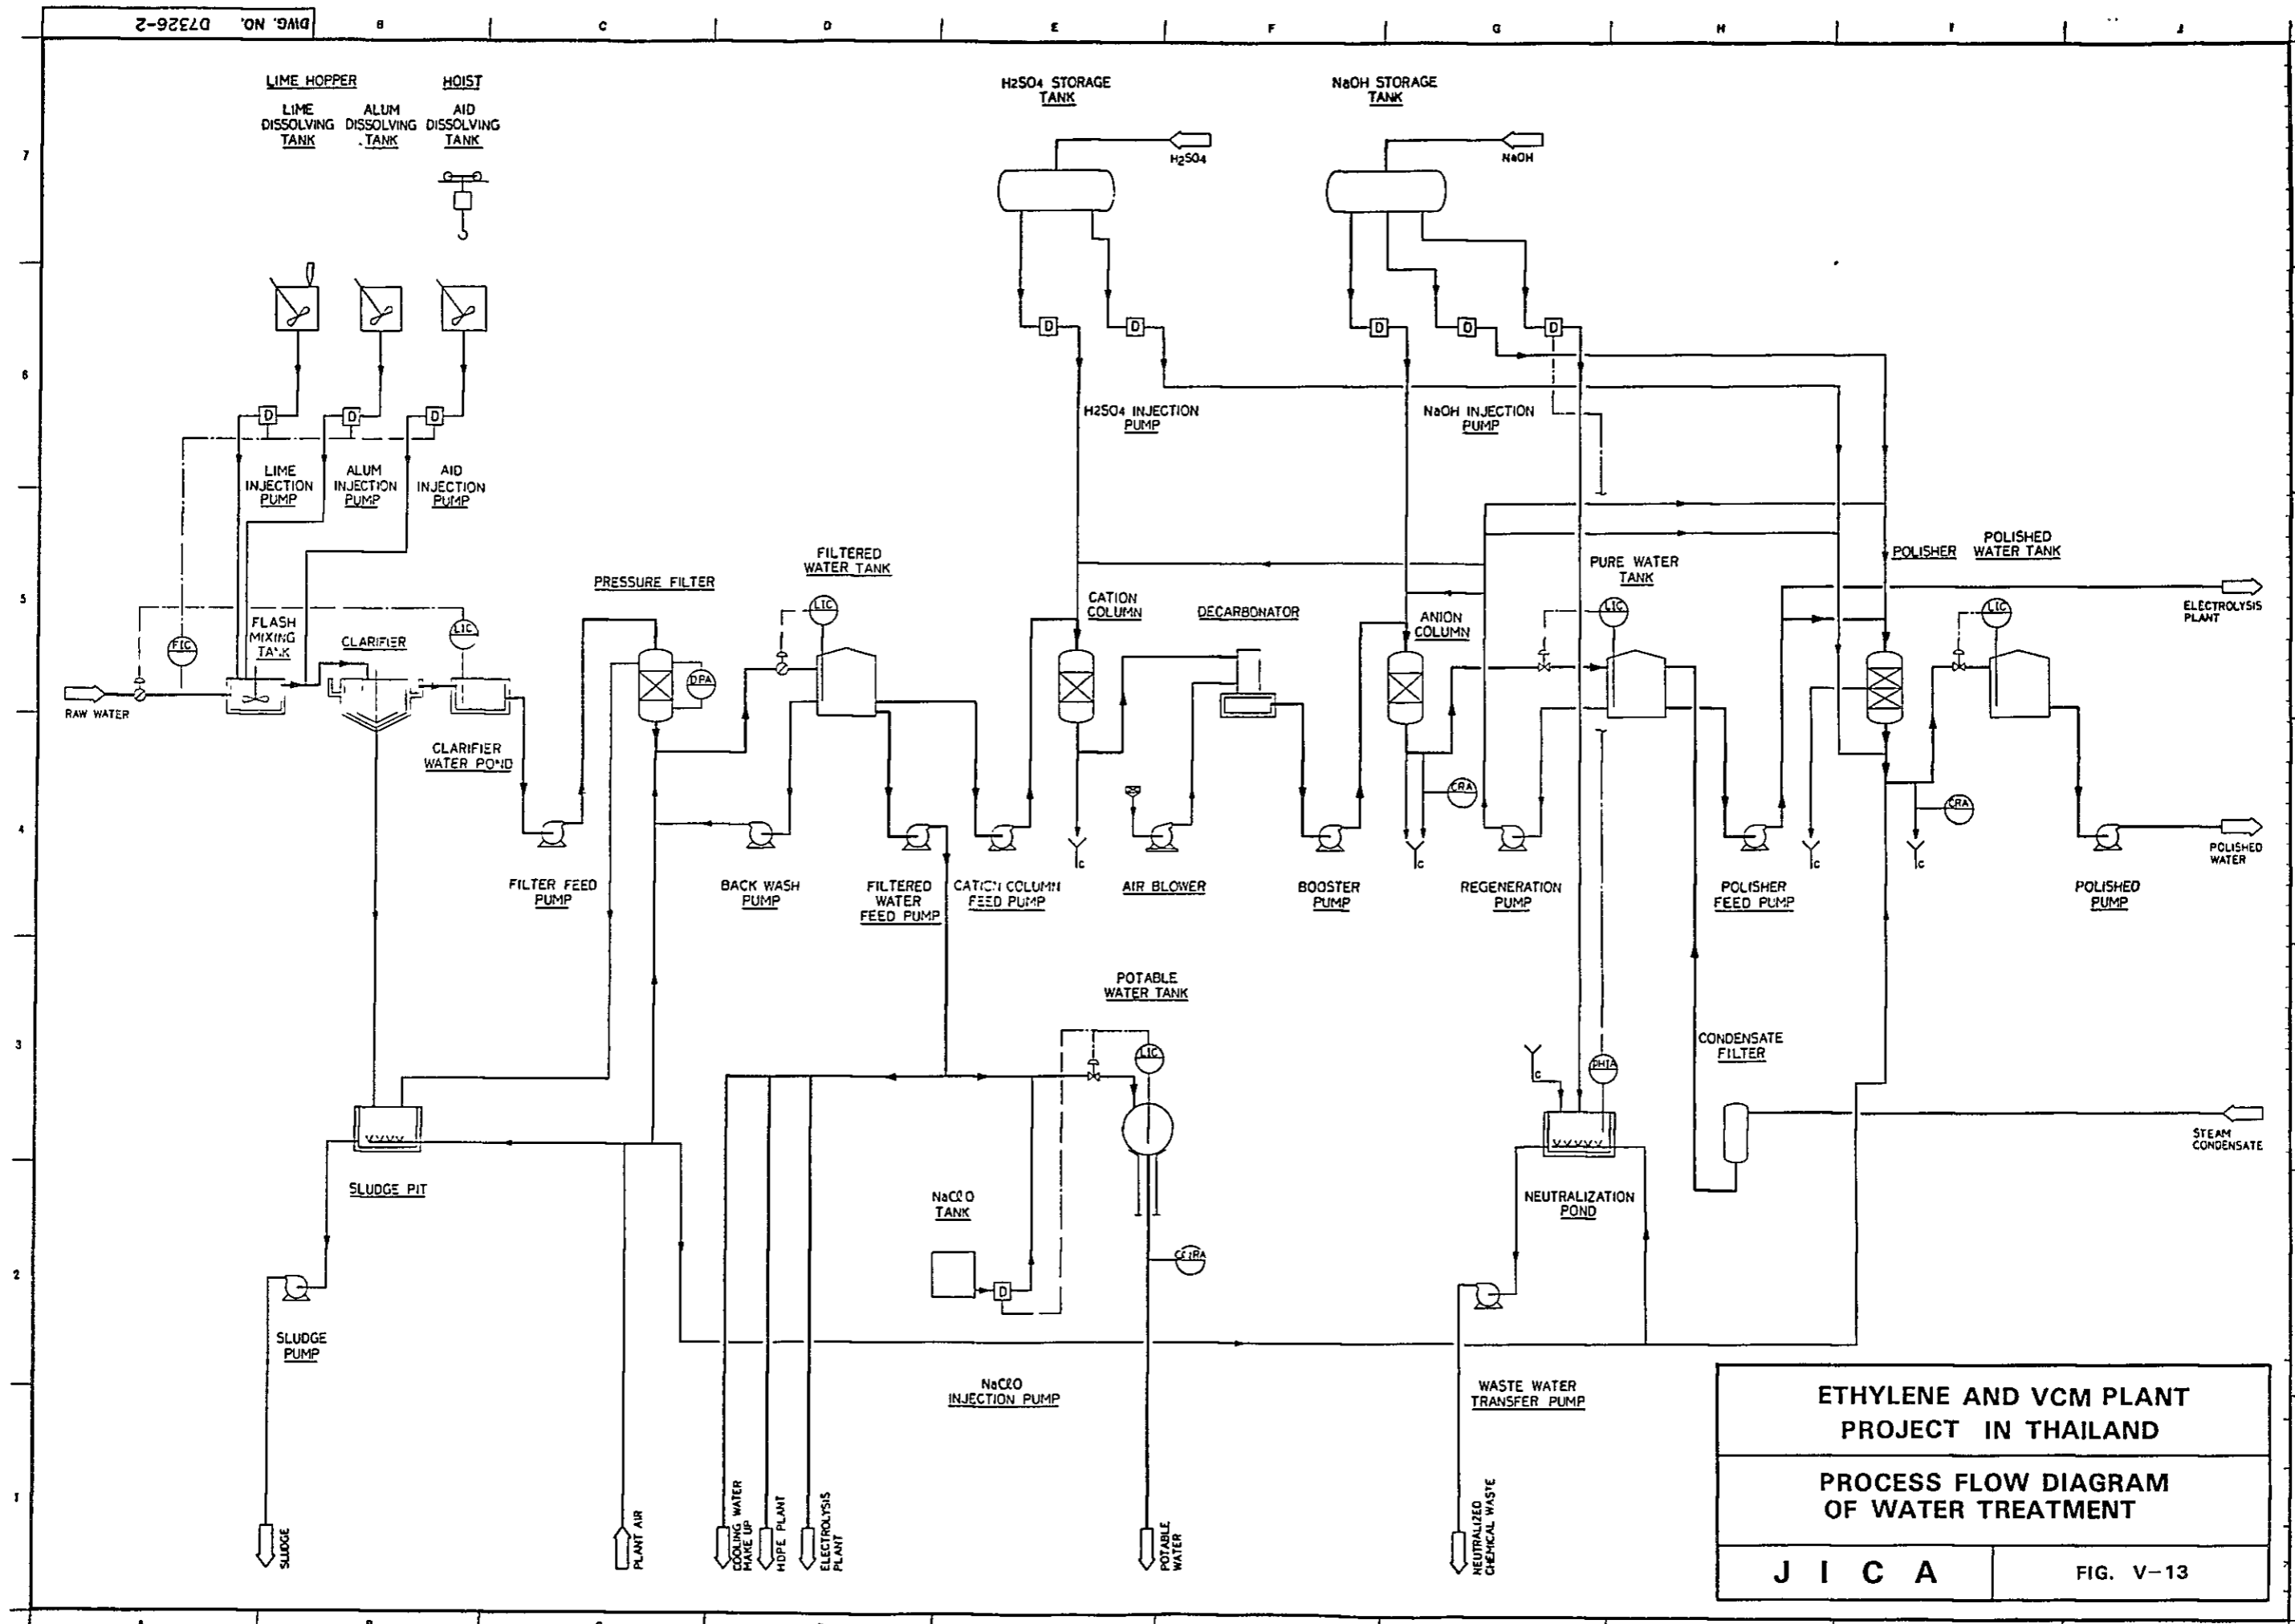 DWG. NO. D7326-2
B
C
D
E
F
G
H
I
J
LIME HOPPER
HOIST
LIME
DISSOLVING
TANK
ALUM
DISSOLVING
TANK
AID
DISSOLVING
TANK
H2SO4 STORAGE
TANK
NaOH STORAGE
TANK
7
H2SO4
NaOH
D
D
D
D
D
6
D
D
D
H2SO4 INJECTION
PUMP
NaOH INJECTION
PUMP
LIME
INJECTION
PUMP
ALUM
INJECTION
PUMP
AID
INJECTION
PUMP
FILTERED
WATER TANK
PURE WATER
TANK
POLISHER
POLISHED
WATER TANK
PRESSURE FILTER
5
CATION
COLUMN
DECARBONATOR
ANION
COLUMN
ELECTROLYSIS
PLANT
FLASH
MIXING
TANK
CLARIFIER
FIC
LIC
LIC
LIC
LIC
DPA
RAW WATER
CLARIFIER
WATER POND
CRA
CRA
4
C
C
C
C
POLISHED
WATER
FILTER FEED
PUMP
BACK WASH
PUMP
FILTERED
WATER
FEED PUMP
CATION COLUMN
FEED PUMP
AIR BLOWER
BOOSTER
PUMP
REGENERATION
PUMP
POLISHER
FEED PUMP
POLISHED
PUMP
POTABLE
WATER TANK
3
LIC
C
PHIA
CONDENSATE
FILTER
STEAM
CONDENSATE
SLUDGE PIT
NaClO
TANK
NEUTRALIZATION
POND
2
D
SLUDGE
PUMP
NaClO
INJECTION PUMP
WASTE WATER
TRANSFER PUMP
1
SLUDGE
PLANT AIR
COOLING WATER
MAKE UP
HDPE PLANT
ELECTROLYSIS
PLANT
POTABLE
WATER
NEUTRALIZED
CHEMICAL WASTE
ETHYLENE AND VCM PLANT
PROJECT IN THAILAND
PROCESS FLOW DIAGRAM
OF WATER TREATMENT
J I C A
FIG. V-13